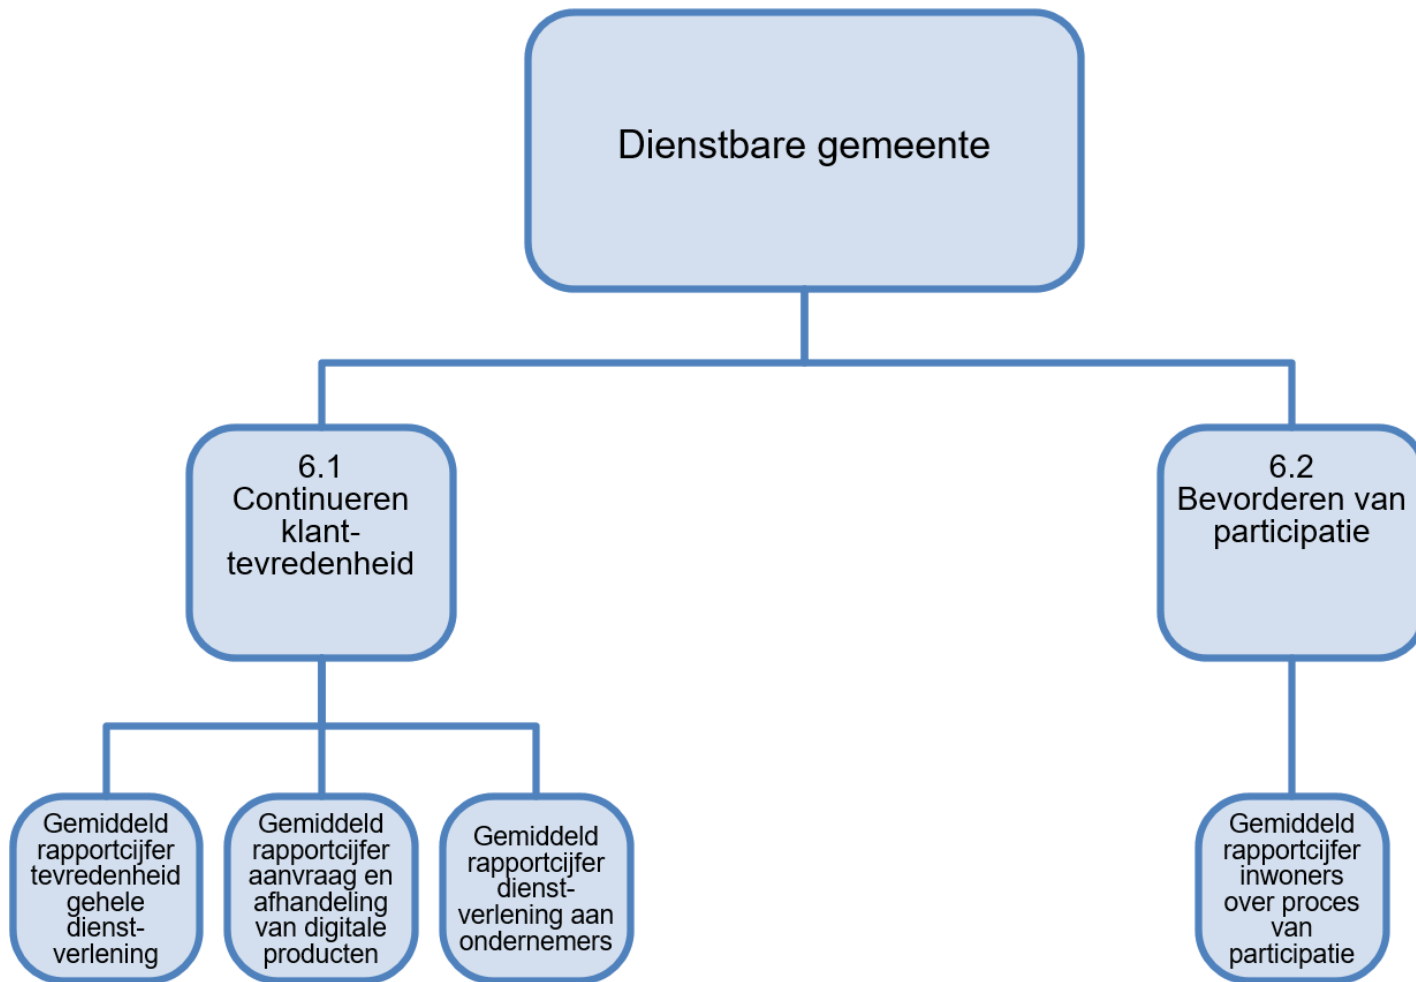 Dienstbare gemeente
6.1
Continueren
klant-
tevredenheid
6.2
Bevorderen van
participatie
Gemiddeld
rapportcijfer
tevredenheid
gehele
dienst-
verlening
Gemiddeld
rapportcijfer
aanvraag en
afhandeling
van digitale
producten
Gemiddeld
rapportcijfer
dienst-
verlening aan
ondernemers
Gemiddeld
rapportcijfer
inwoners
over proces
van
participatie